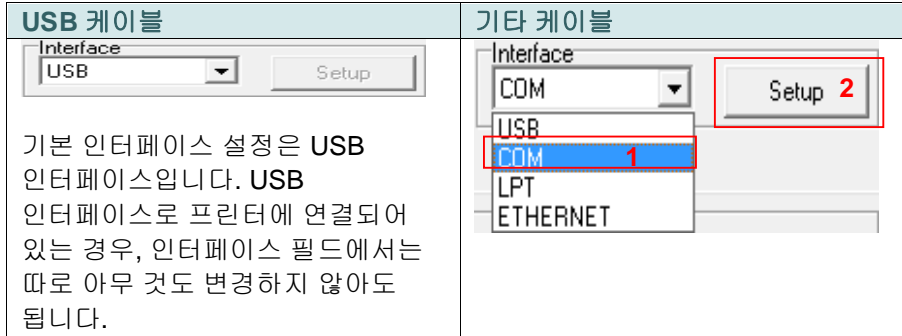 USB 케이블
Interface
USB
Setup
기본 인터페이스 설정은 USB
인터페이스입니다. USB
인터페이스로 프린터에 연결되어
있는 경우, 인터페이스 필드에서는
따로 아무 것도 변경하지 않아도
됩니다.
기타 케이블
Interface
COM
Setup 2
USB
COM 1
LPT
ETHERNET